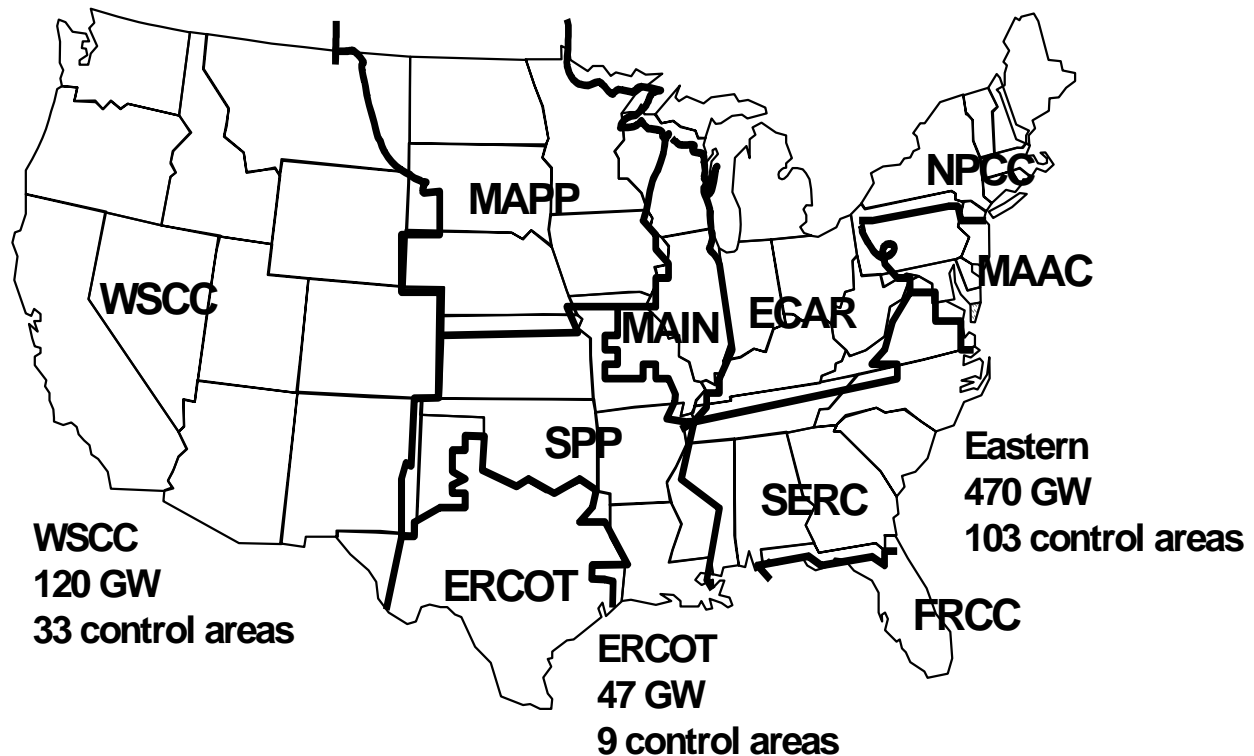 NPCC
MAPP
MAAC
WSCC
MAIN
ECAR
SPP
Eastern
470 GW
103 control areas
SERC
WSCC
120 GW
33 control areas
ERCOT
FRCC
ERCOT
47 GW
9 control areas